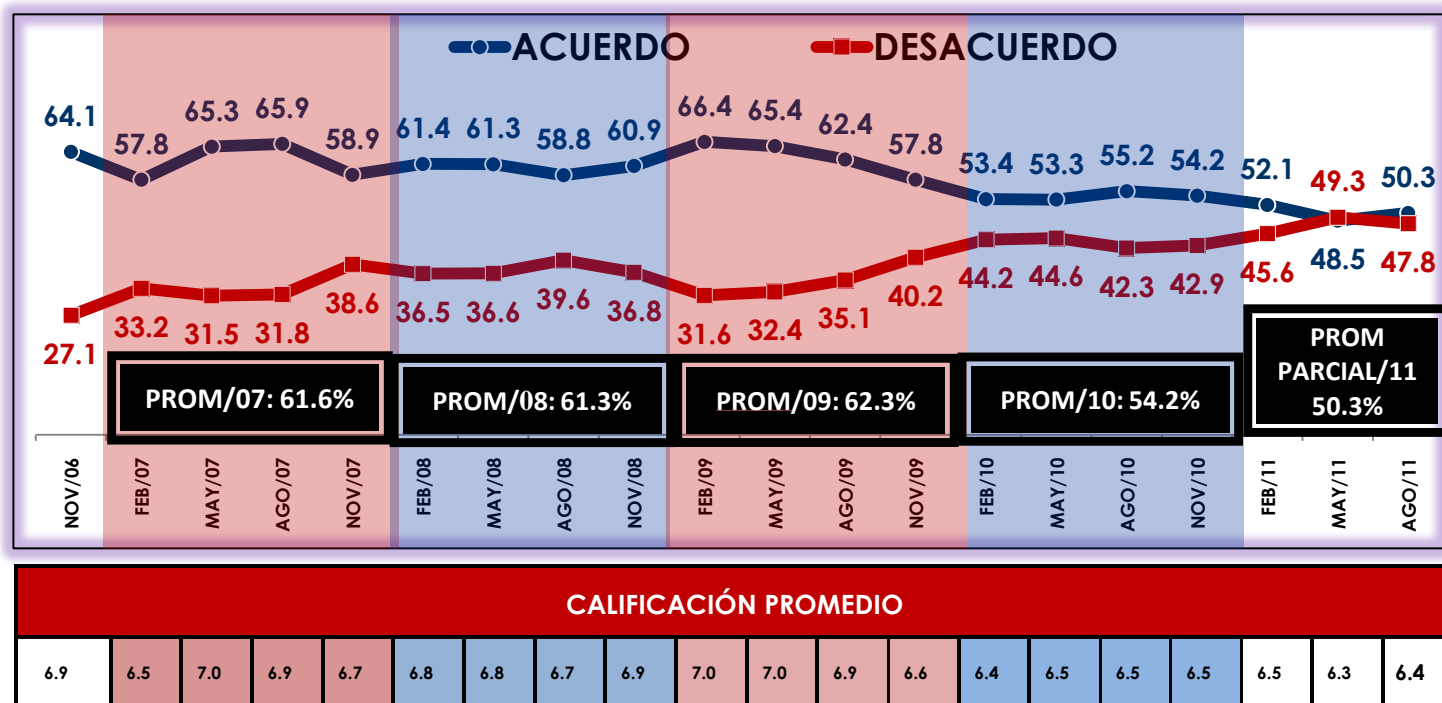 ACUERDO DESACUERDO
64.1 57.8 65.3 65.9 58.9 61.4 61.3 58.8 60.9 66.4 65.4 62.4 57.8 53.4 53.3 55.2 54.2 52.1 48.5 50.3
27.1 33.2 31.5 31.8 38.6 36.5 36.6 39.6 36.8 31.6 32.4 35.1 40.2 44.2 44.6 42.3 42.9 45.6 49.3 47.8
PROM/07: 61.6%
PROM/08: 61.3%
PROM/09: 62.3%
PROM/10: 54.2%
PROM
PARCIAL/11
50.3%
NOV/06 FEB/07 MAY/07 AGO/07 NOV/07 FEB/08 MAY/08 AGO/08 NOV/08 FEB/09 MAY/09 AGO/09 NOV/09 FEB/10 MAY/10 AGO/10 NOV/10 FEB/11 MAY/11 AGO/11
CALIFICACIÓN PROMEDIO
6.9 6.5 7.0 6.9 6.7 6.8 6.8 6.7 6.9 7.0 7.0 6.9 6.6 6.4 6.5 6.5 6.5 6.5 6.3 6.4